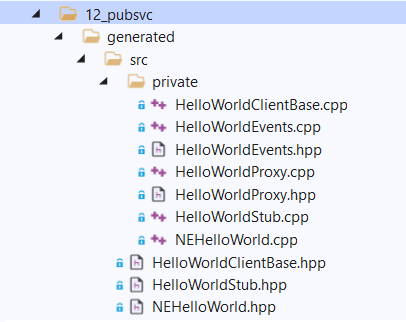 12_pubsvc
generated
src
private
HelloWorldClientBase.cpp
HelloWorldEvents.cpp
HelloWorldEvents.hpp
HelloWorldProxy.cpp
HelloWorldProxy.hpp
HelloWorldStub.cpp
NEHelloWorld.cpp
HelloWorldClientBase.hpp
HelloWorldStub.hpp
NEHelloWorld.hpp